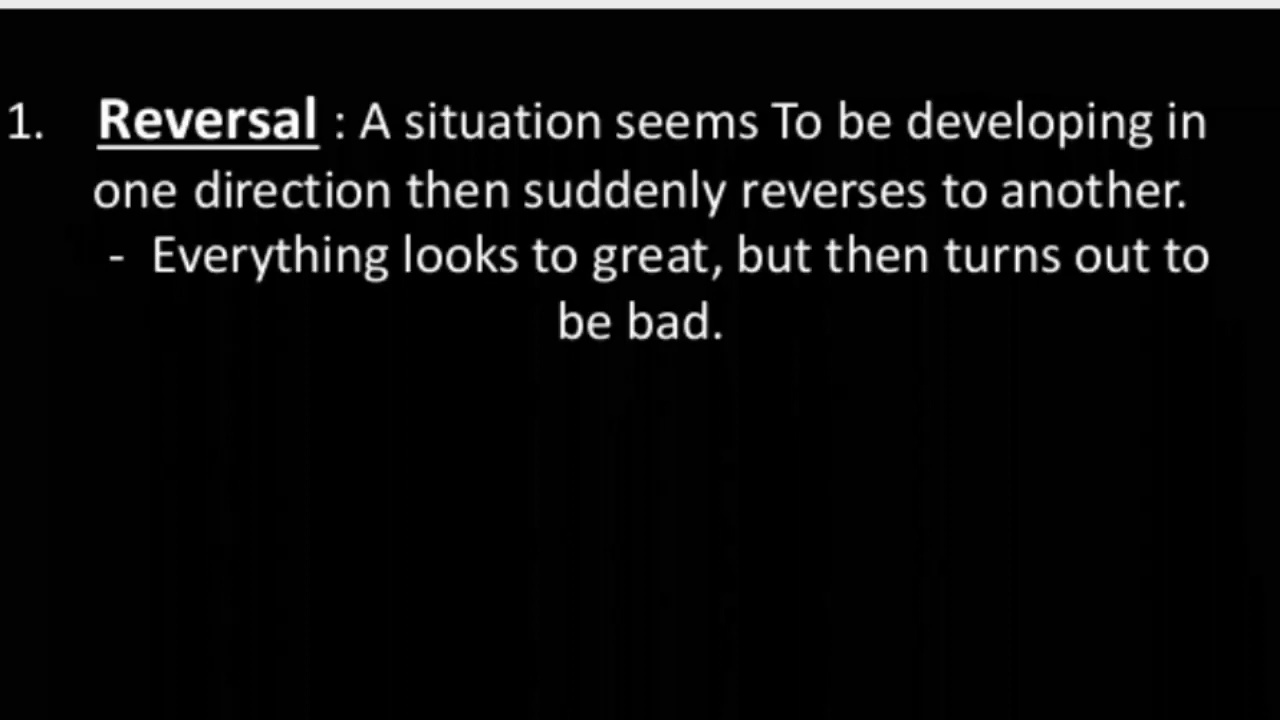 1. Reversal : A situation seems To be developing in
one direction then suddenly reverses to another.
- Everything looks to great, but then turns out to
be bad.